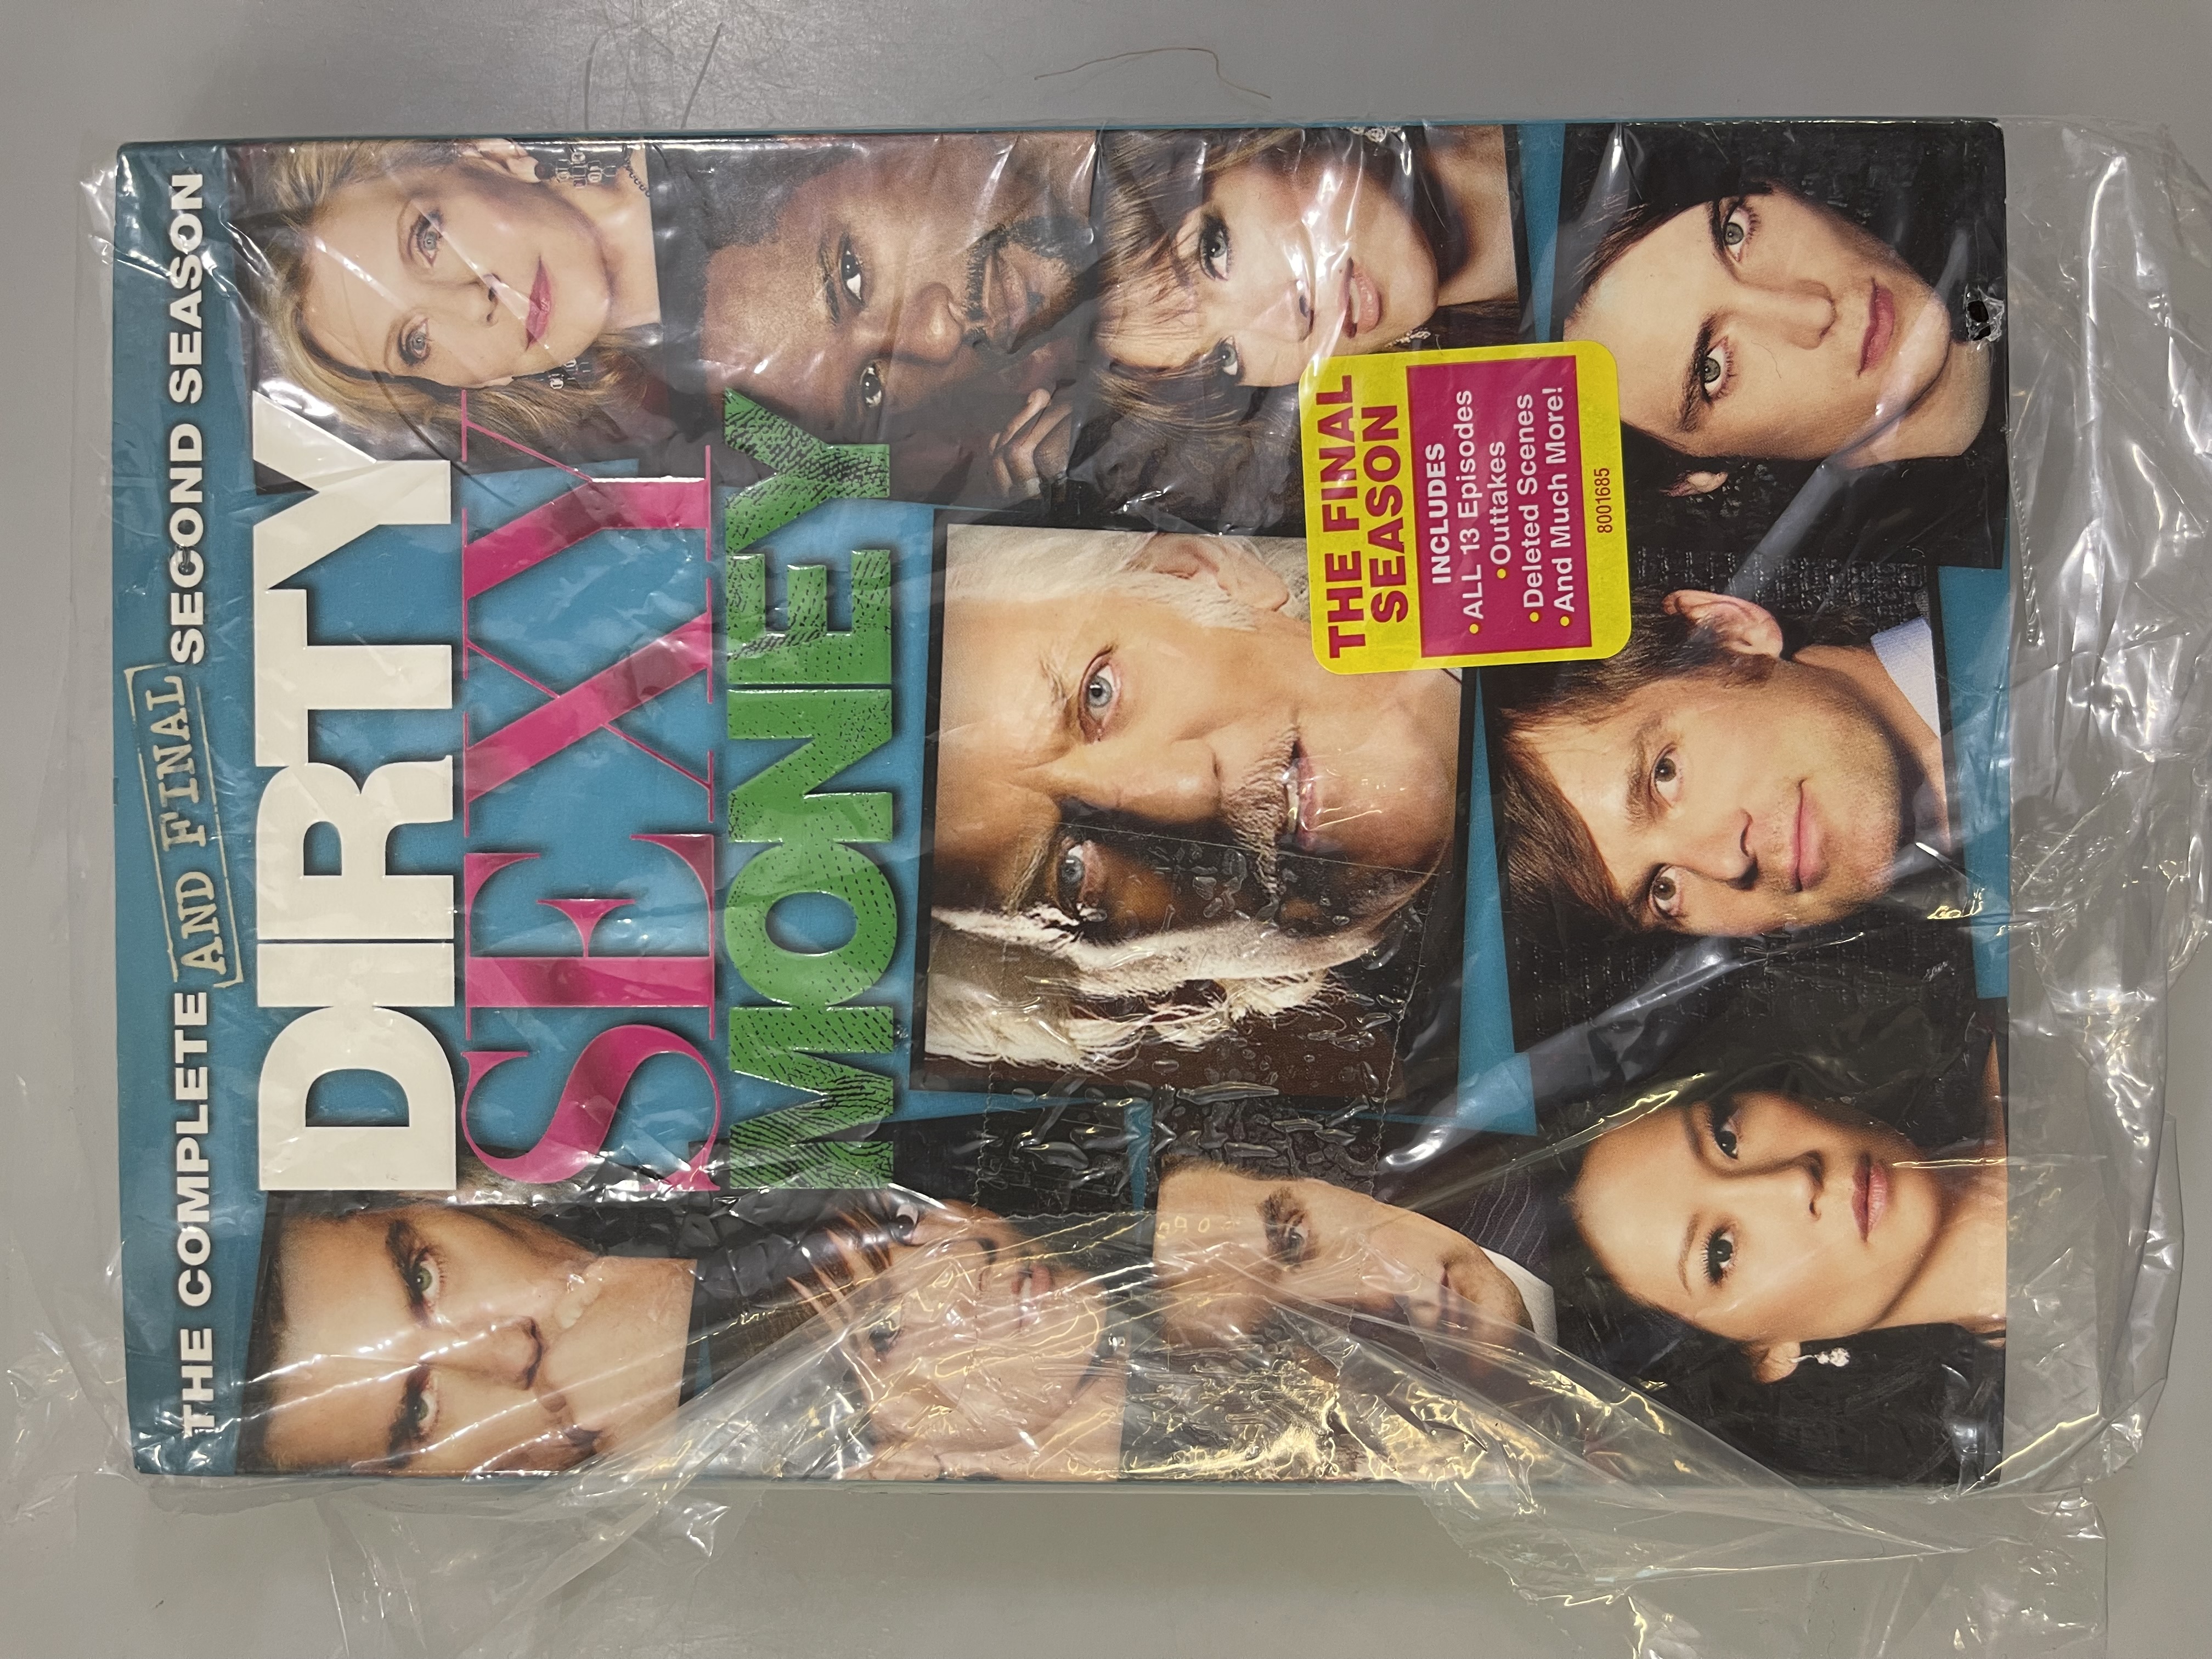 THE COMPLETE AND FINAL SECOND SEASON
DIRTY
SEXY
MONEY
THE FINAL
SEASON
INCLUDES
•ALL 13 Episodes
•Outtakes
•Deleted Scenes
•And Much More!
8001685